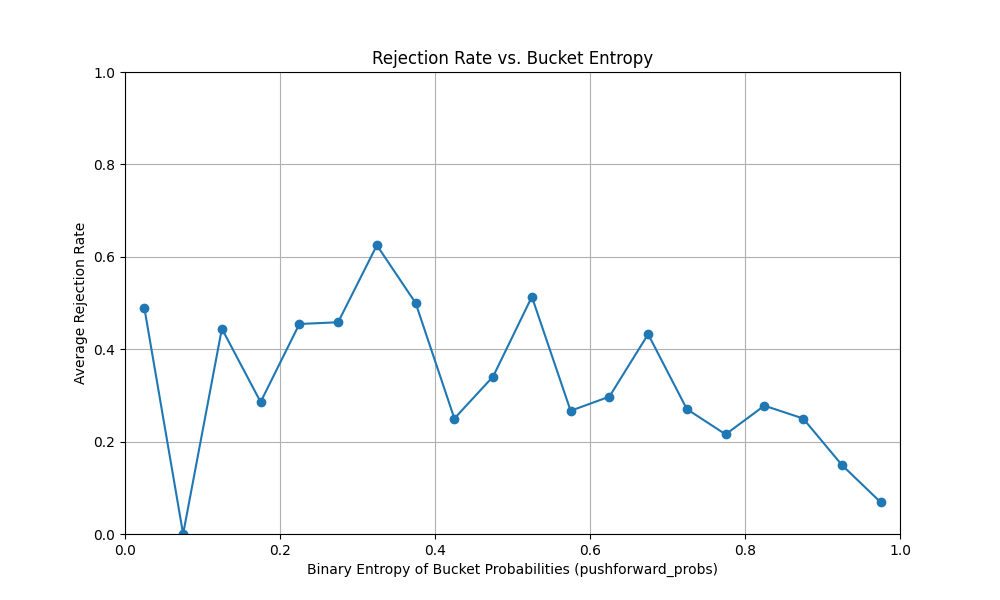 Rejection Rate vs. Bucket Entropy
1.0
0.8
0.6
0.4
0.2
0.0
Average Rejection Rate
0.0 0.2 0.4 0.6 0.8 1.0
Binary Entropy of Bucket Probabilities (pushforward_probs)